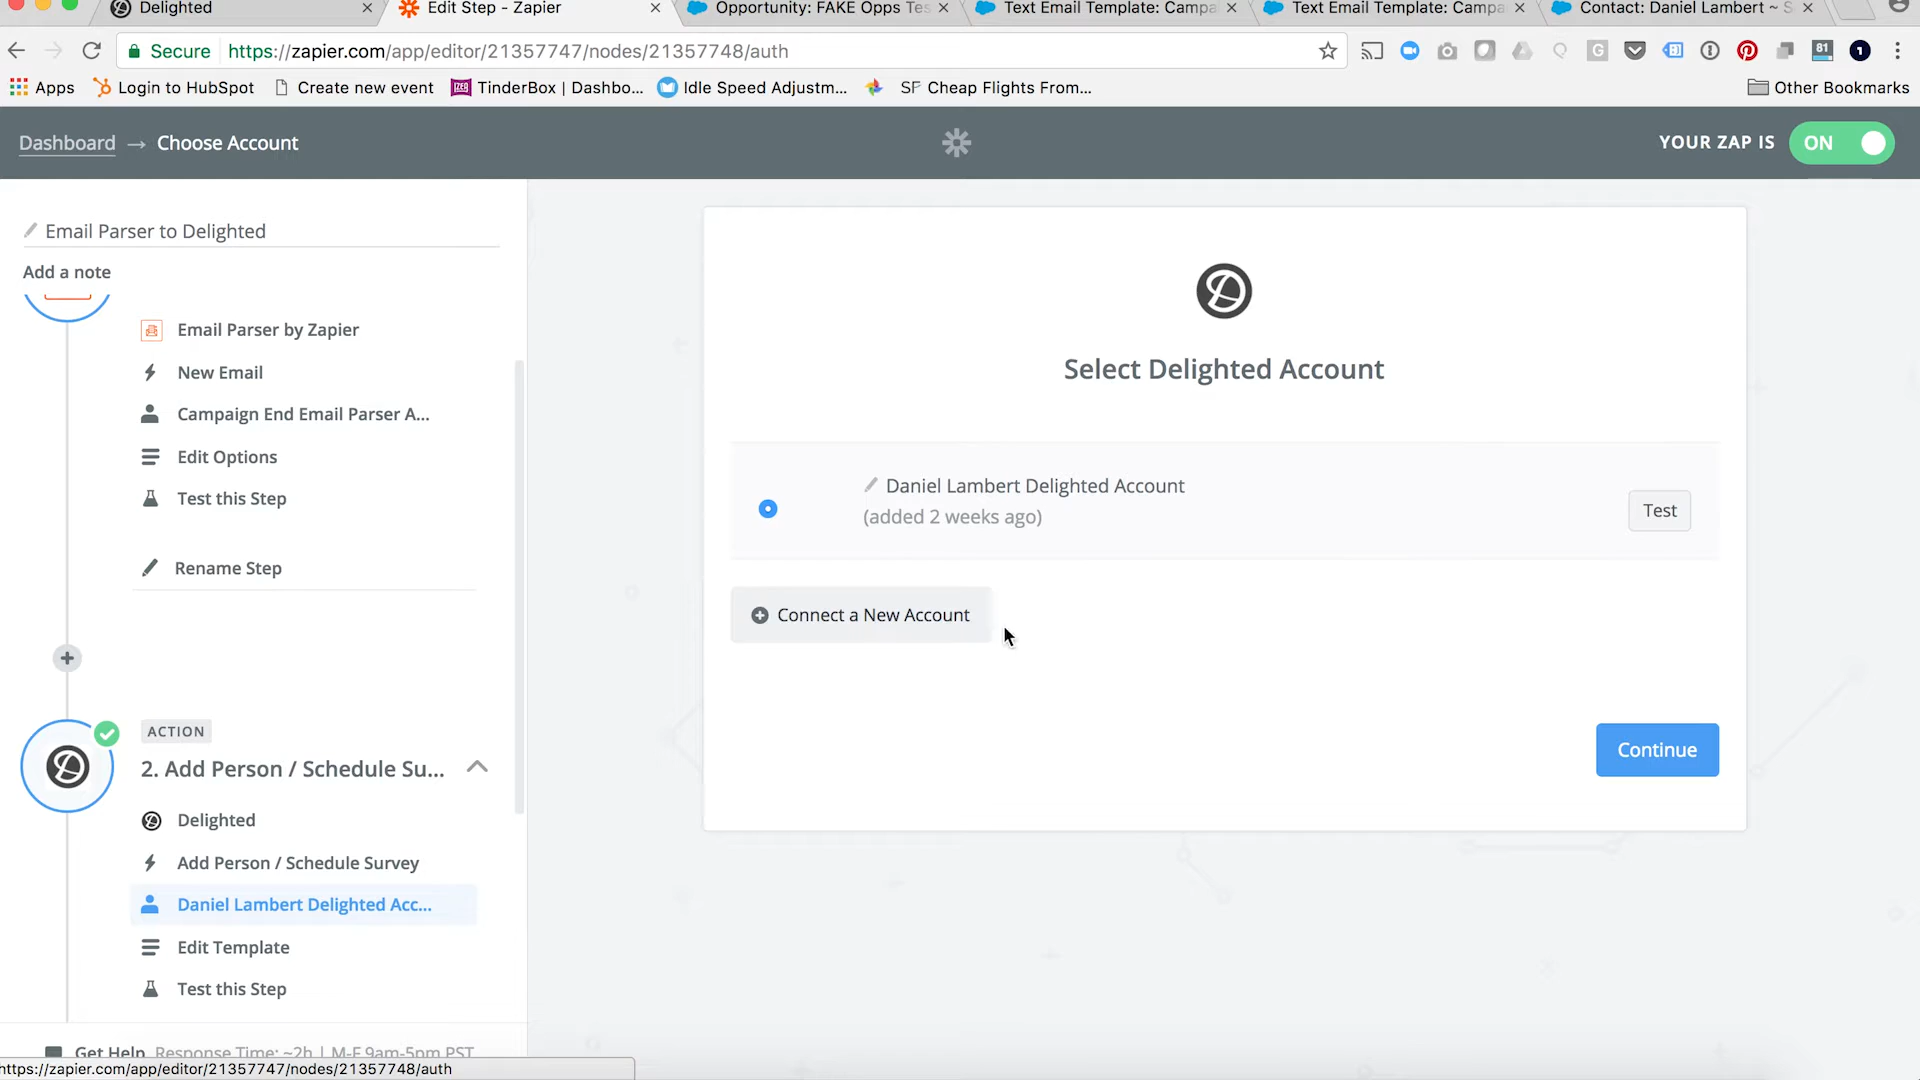 Delighted
Edit Step - Zapier
Opportunity: FAKE Opps Tes
Text Email Template: Campa
Text Email Template: Campa
Contact: Daniel Lambert ~ S
Secure
https://zapier.com/app/editor/21357747/nodes/21357748/auth
81
1
Apps
Login to HubSpot
Create new event
TinderBox | Dashbo...
Idle Speed Adjustm...
SF Cheap Flights From...
Other Bookmarks
Dashboard → Choose Account
YOUR ZAP IS
ON
Email Parser to Delighted
Add a note
Email Parser by Zapier
New Email
Campaign End Email Parser A...
Edit Options
Test this Step
Rename Step
ACTION
2. Add Person / Schedule Su...
Delighted
Add Person / Schedule Survey
Daniel Lambert Delighted Acc...
Edit Template
Test this Step
Get Help Response Time: ~2h | M-F 9am-5pm PST
https://zapier.com/app/editor/21357747/nodes/21357748/auth
Select Delighted Account
Daniel Lambert Delighted Account
(added 2 weeks ago)
Test
Connect a New Account
Continue